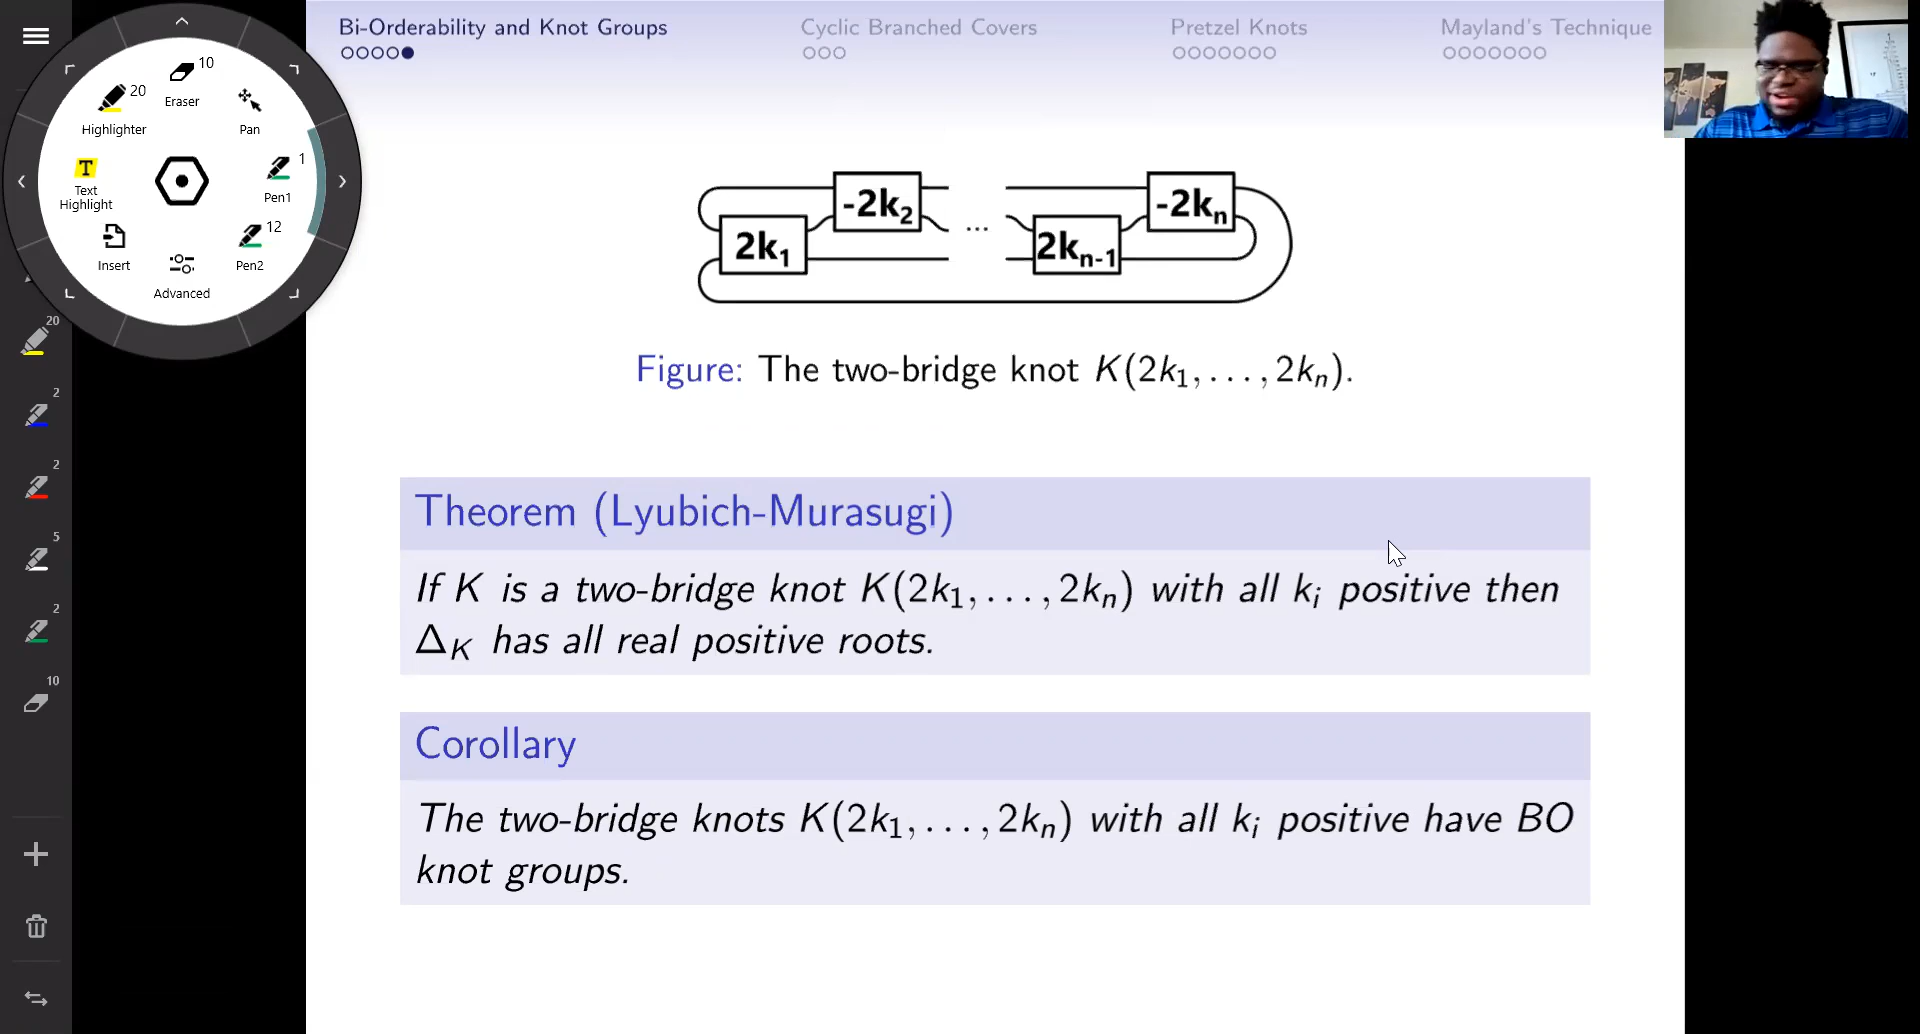 Bi-Orderability and Knot Groups
Cyclic Branched Covers
Pretzel Knots
Mayland's Technique
10
Eraser
20
Highlighter
Pan
T
Text
Highlight
1
Pen1
Insert
12
Pen2
Advanced
20
2
2
5
2
10
-2k₂
-2kₙ
...
2k₁
2kₙ₋₁
Figure: The two-bridge knot K(2k₁, . . . , 2kₙ).
Theorem (Lyubich-Murasugi)
If K is a two-bridge knot K(2k₁, . . . , 2kₙ) with all kᵢ positive then
Δ_K has all real positive roots.
Corollary
The two-bridge knots K(2k₁, . . . , 2kₙ) with all kᵢ positive have BO
knot groups.